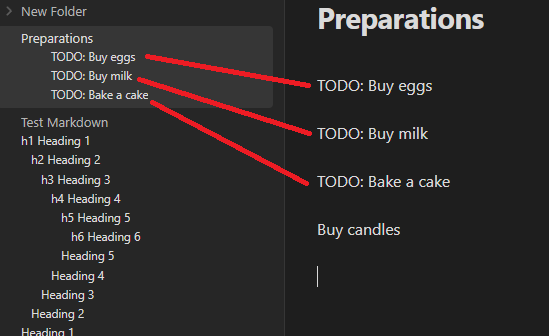 New Folder
Preparations
TODO: Buy eggs
TODO: Buy milk
TODO: Bake a cake
Test Markdown
h1 Heading 1
h2 Heading 2
h3 Heading 3
h4 Heading 4
h5 Heading 5
h6 Heading 6
Heading 5
Heading 4
Heading 3
Heading 2
Heading 1
Preparations
TODO: Buy eggs
TODO: Buy milk
TODO: Bake a cake
Buy candles